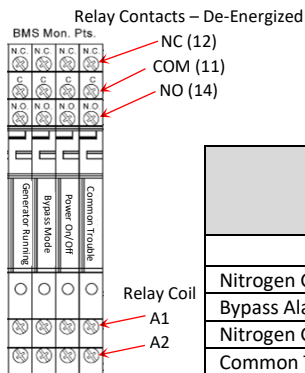 Relay Contacts – De-Energized
BMS Mon. Pts.
NC (12)
COM (11)
NO (14)
N.C. N.C. N.C. N.C.
C C C C
N.O. N.O. N.O. N.O.
Generator Running
Bypass Mode
Power On/Off
Common Trouble
Relay Coil
A1
A2
Nitrogen
Bypass Ala
Nitrogen
Common